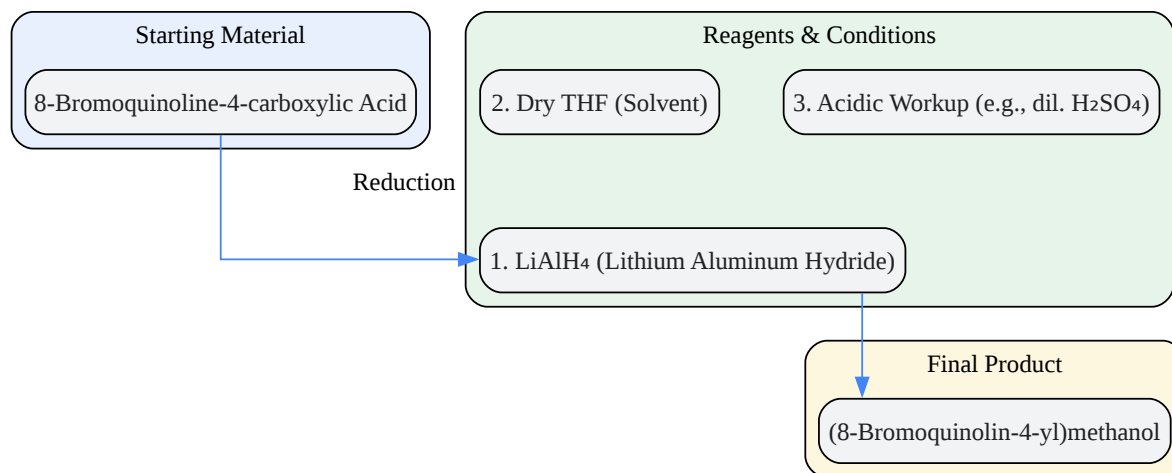 Starting Material
8-Bromoquinoline-4-carboxylic Acid
Reagents & Conditions
2. Dry THF (Solvent)
3. Acidic Workup (e.g., dil. H₂SO₄)
Reduction
1. LiAlH₄ (Lithium Aluminum Hydride)
Final Product
(8-Bromoquinolin-4-yl)methanol